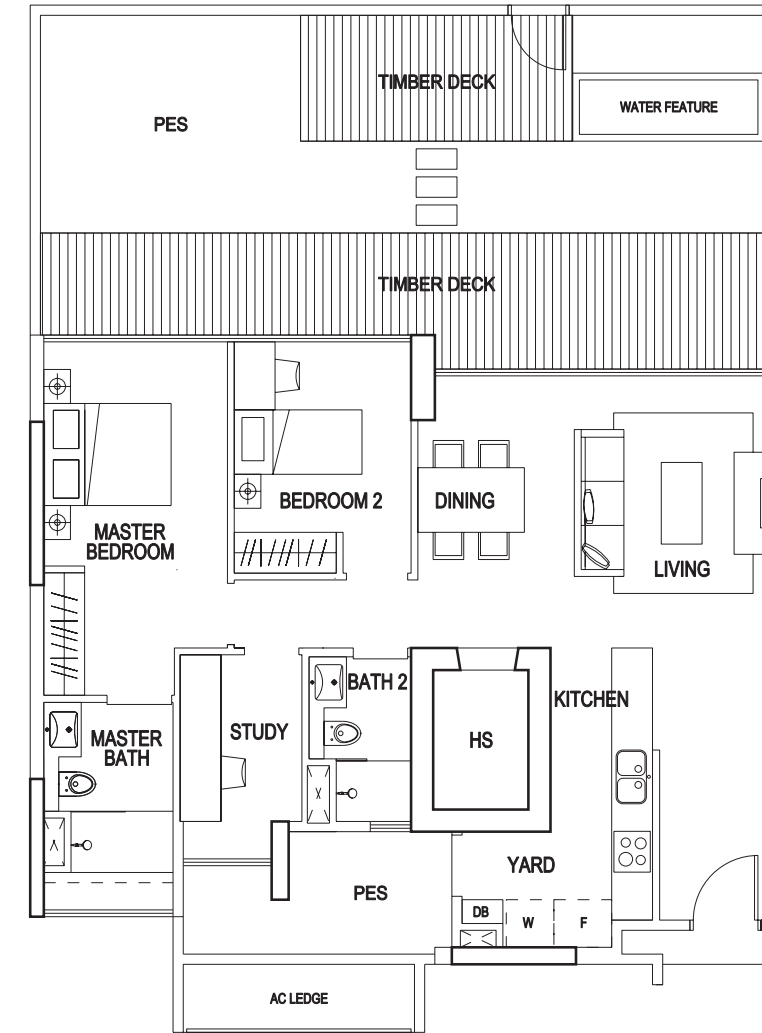 TIMBER DECK
WATER FEATURE
PES
TIMBER DECK
BEDROOM 2
DINING
MASTER
BEDROOM
LIVING
BATH 2
KITCHEN
STUDY
MASTER
BATH
HS
YARD
PES
DB
W
F
AC LEDGE